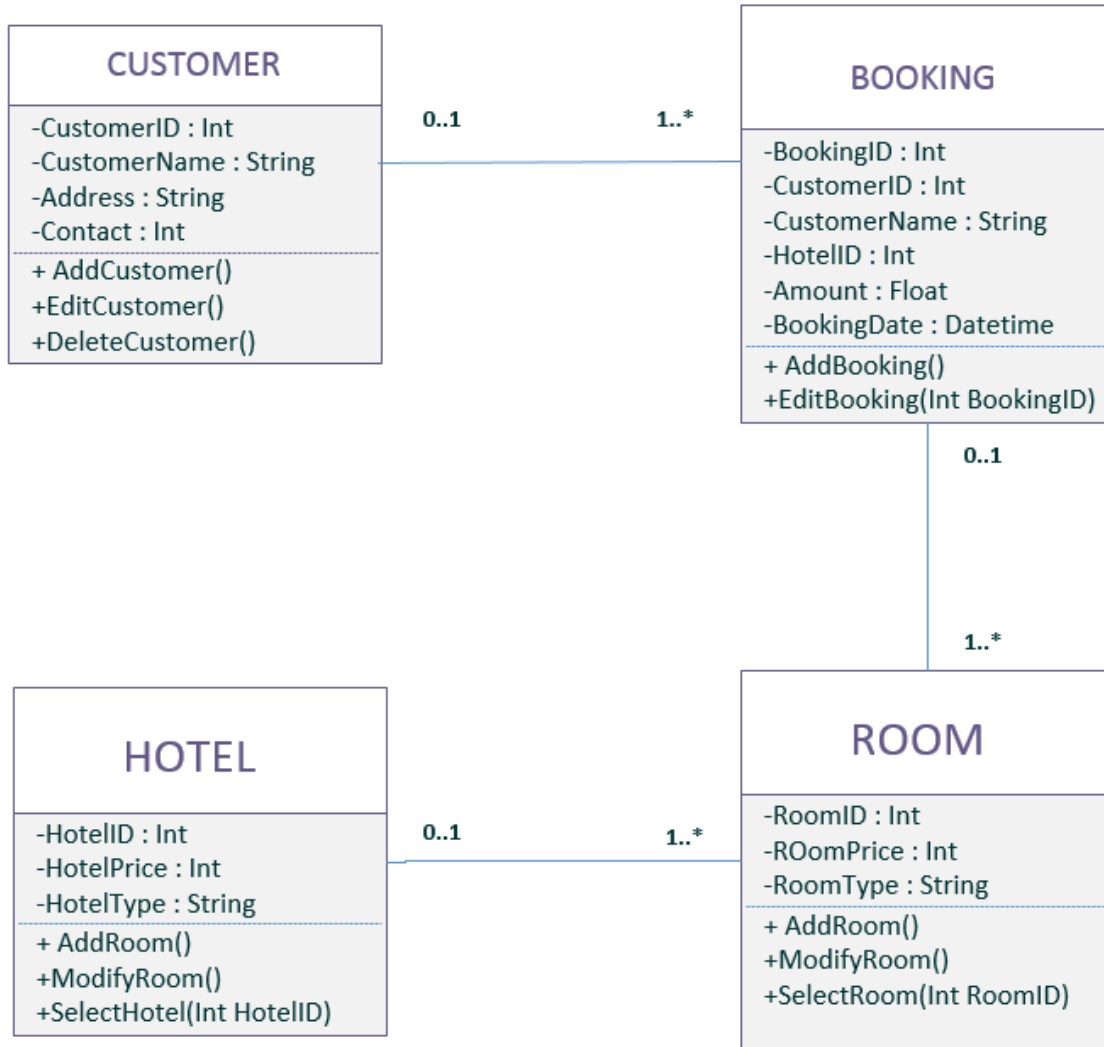 CUSTOMER
-CustomerID : Int
-CustomerName : String
-Address : String
-Contact : Int
+ AddCustomer()
+EditCustomer()
+DeleteCustomer()
0..1
1..*
BOOKING
-BookingID : Int
-CustomerID : Int
-CustomerName : String
-HotelID : Int
-Amount : Float
-BookingDate : Datetime
+ AddBooking()
+EditBooking(Int BookingID)
0..1
1..*
HOTEL
-HotelID : Int
-HotelPrice : Int
-HotelType : String
+ AddRoom()
+ModifyRoom()
+SelectHotel(Int HotelID)
0..1
1..*
ROOM
-RoomID : Int
-ROomPrice : Int
-RoomType : String
+ AddRoom()
+ModifyRoom()
+SelectRoom(Int RoomID)